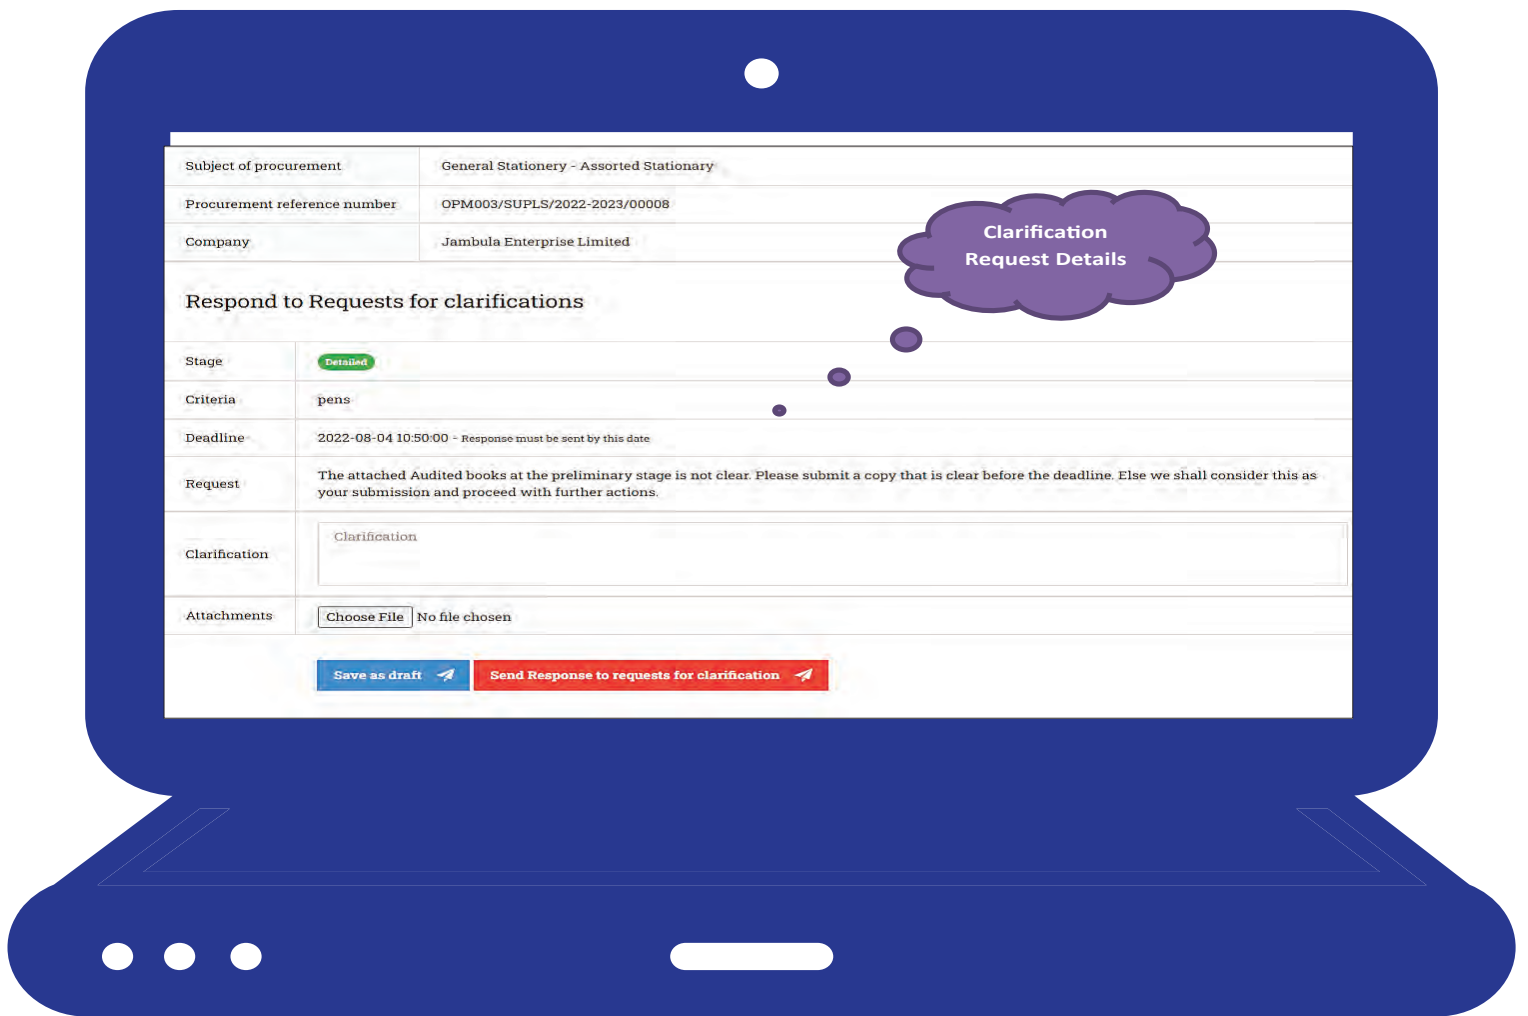 Subject of procurement General Stationery - Assorted Stationary
Procurement reference number OPM003/SUPLS/2022-2023/00008
Company Jambula Enterprise Limited
Clarification
Request Details
Respond to Requests for clarifications
Stage Detailed
Criteria pens
Deadline 2022-08-04 10:50:00 - Response must be sent by this date
Request The attached Audited books at the preliminary stage is not clear. Please submit a copy that is clear before the deadline. Else we shall consider this as
your submission and proceed with further actions.
Clarification Clarification
Attachments Choose File No file chosen
Save as draft Send Response to requests for clarification